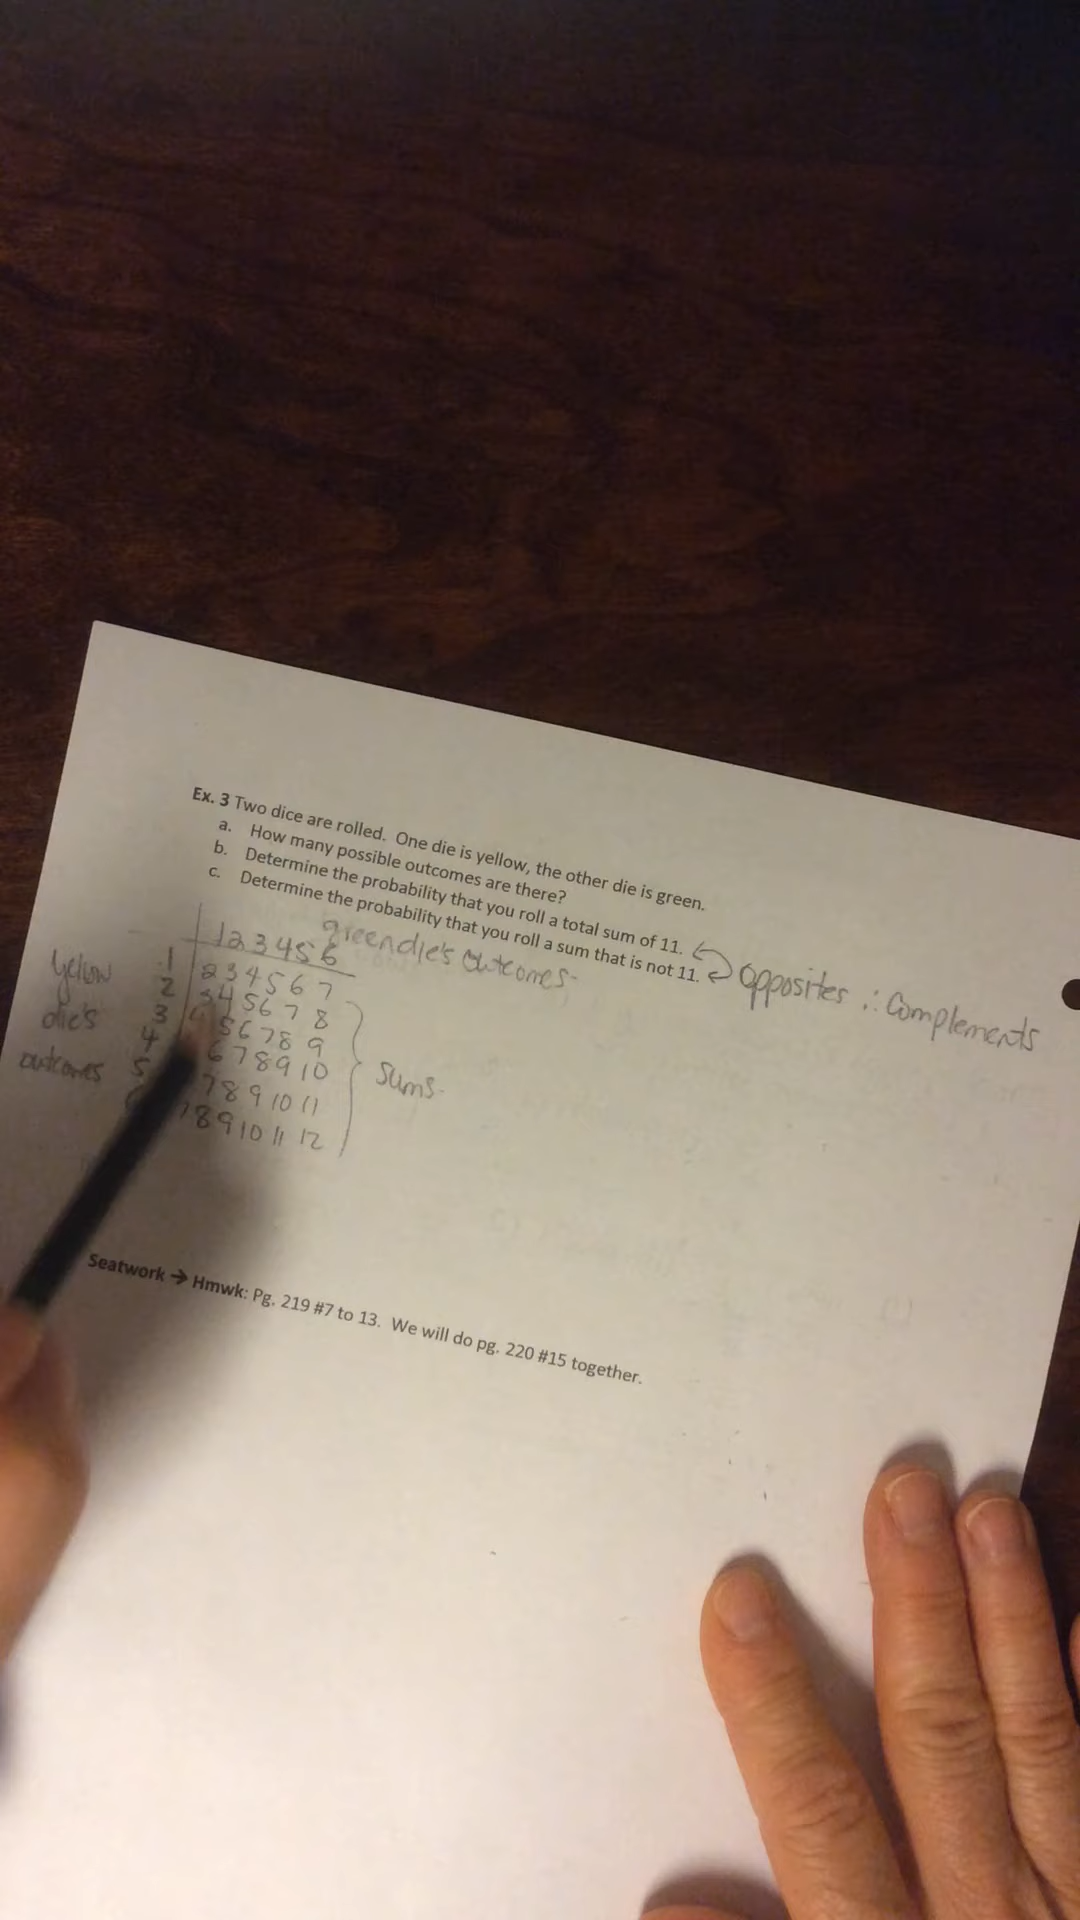 Ex. 3 Two dice are rolled. One die is yellow, the other die is green.
a. How many possible outcomes are there?
b. Determine the probability that you roll a total sum of 11.
c. Determine the probability that you roll a sum that is not 11.
Opposites ∴ Complements
green die's outcomes
1 2 3 4 5 6
yellow die's outcomes
1 2 3 4 5 6 7
2 3 4 5 6 7 8
3 5 6 7 8 9
4 6 7 8 9 10
5 7 8 9 10 11
7 8 9 10 11 12
Sums
Seatwork → Hmwk: Pg. 219 #7 to 13. We will do pg. 220 #15 together.